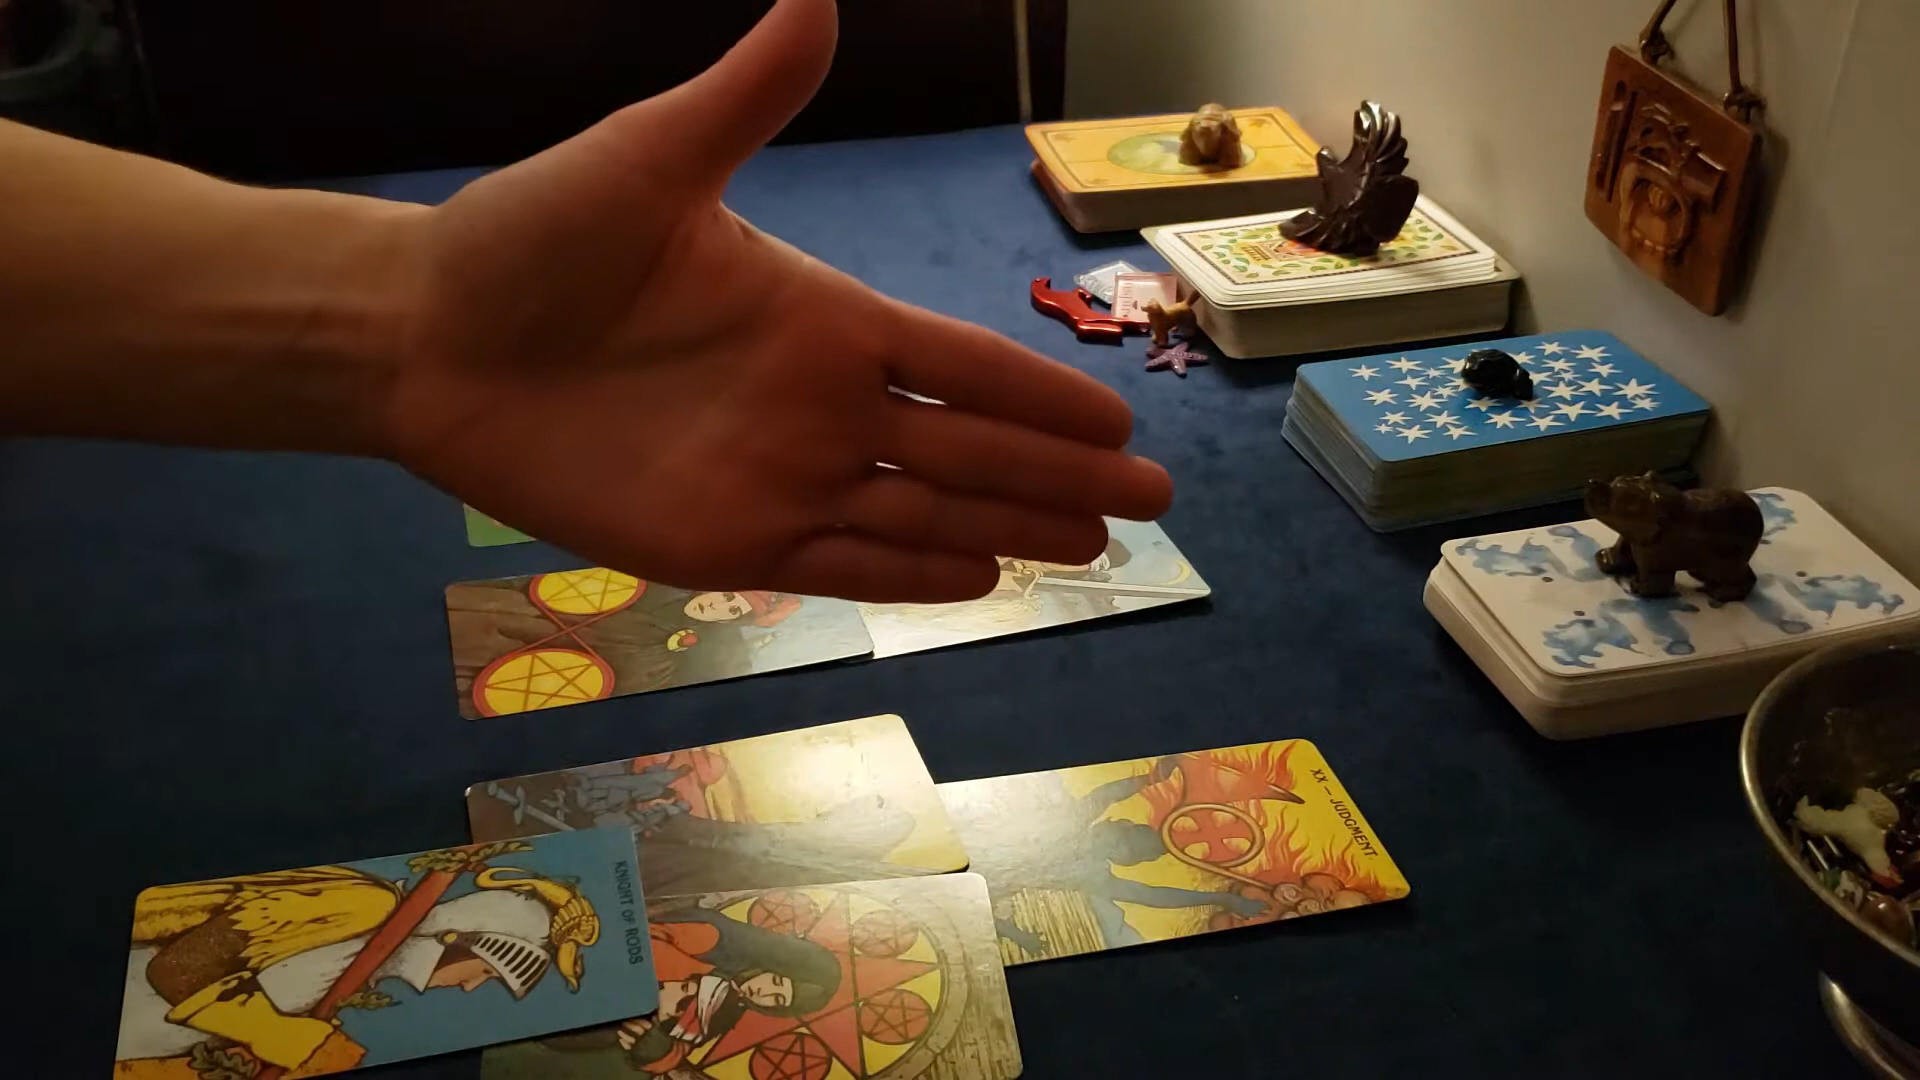 XX — JUDGMENT
KNIGHT OF RODS